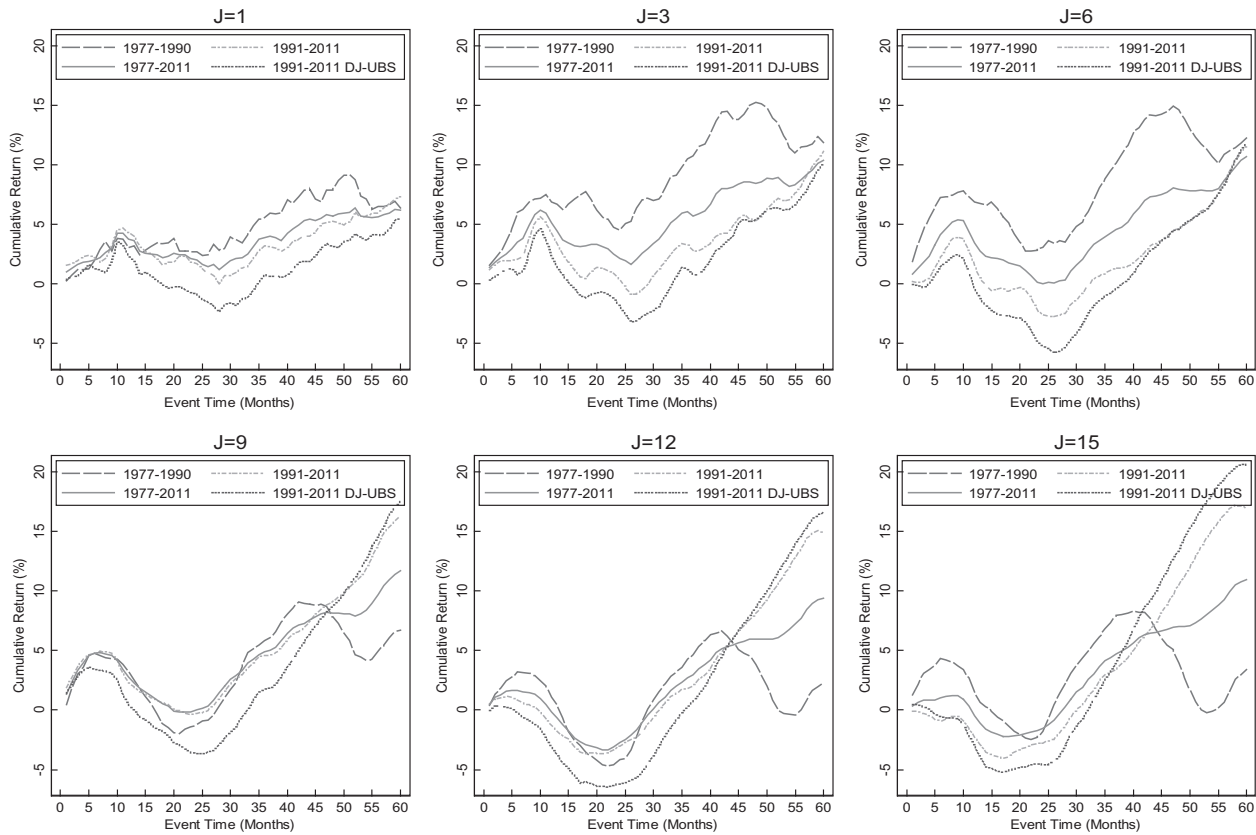 J=1
20
15
10
5
0
-5
Cumulative Return (%)
1977-1990 1991-2011
1977-2011 1991-2011 DJ-UBS
0 5 10 15 20 25 30 35 40 45 50 55 60
Event Time (Months)
J=3
20
15
10
5
0
-5
Cumulative Return (%)
1977-1990 1991-2011
1977-2011 1991-2011 DJ-UBS
0 5 10 15 20 25 30 35 40 45 50 55 60
Event Time (Months)
J=6
20
15
10
5
0
-5
Cumulative Return (%)
1977-1990 1991-2011
1977-2011 1991-2011 DJ-UBS
0 5 10 15 20 25 30 35 40 45 50 55 60
Event Time (Months)
J=9
20
15
10
5
0
-5
Cumulative Return (%)
1977-1990 1991-2011
1977-2011 1991-2011 DJ-UBS
0 5 10 15 20 25 30 35 40 45 50 55 60
Event Time (Months)
J=12
20
15
10
5
0
-5
Cumulative Return (%)
1977-1990 1991-2011
1977-2011 1991-2011 DJ-UBS
0 5 10 15 20 25 30 35 40 45 50 55 60
Event Time (Months)
J=15
20
15
10
5
0
-5
Cumulative Return (%)
1977-1990 1991-2011
1977-2011 1991-2011 DJ-UBS
0 5 10 15 20 25 30 35 40 45 50 55 60
Event Time (Months)